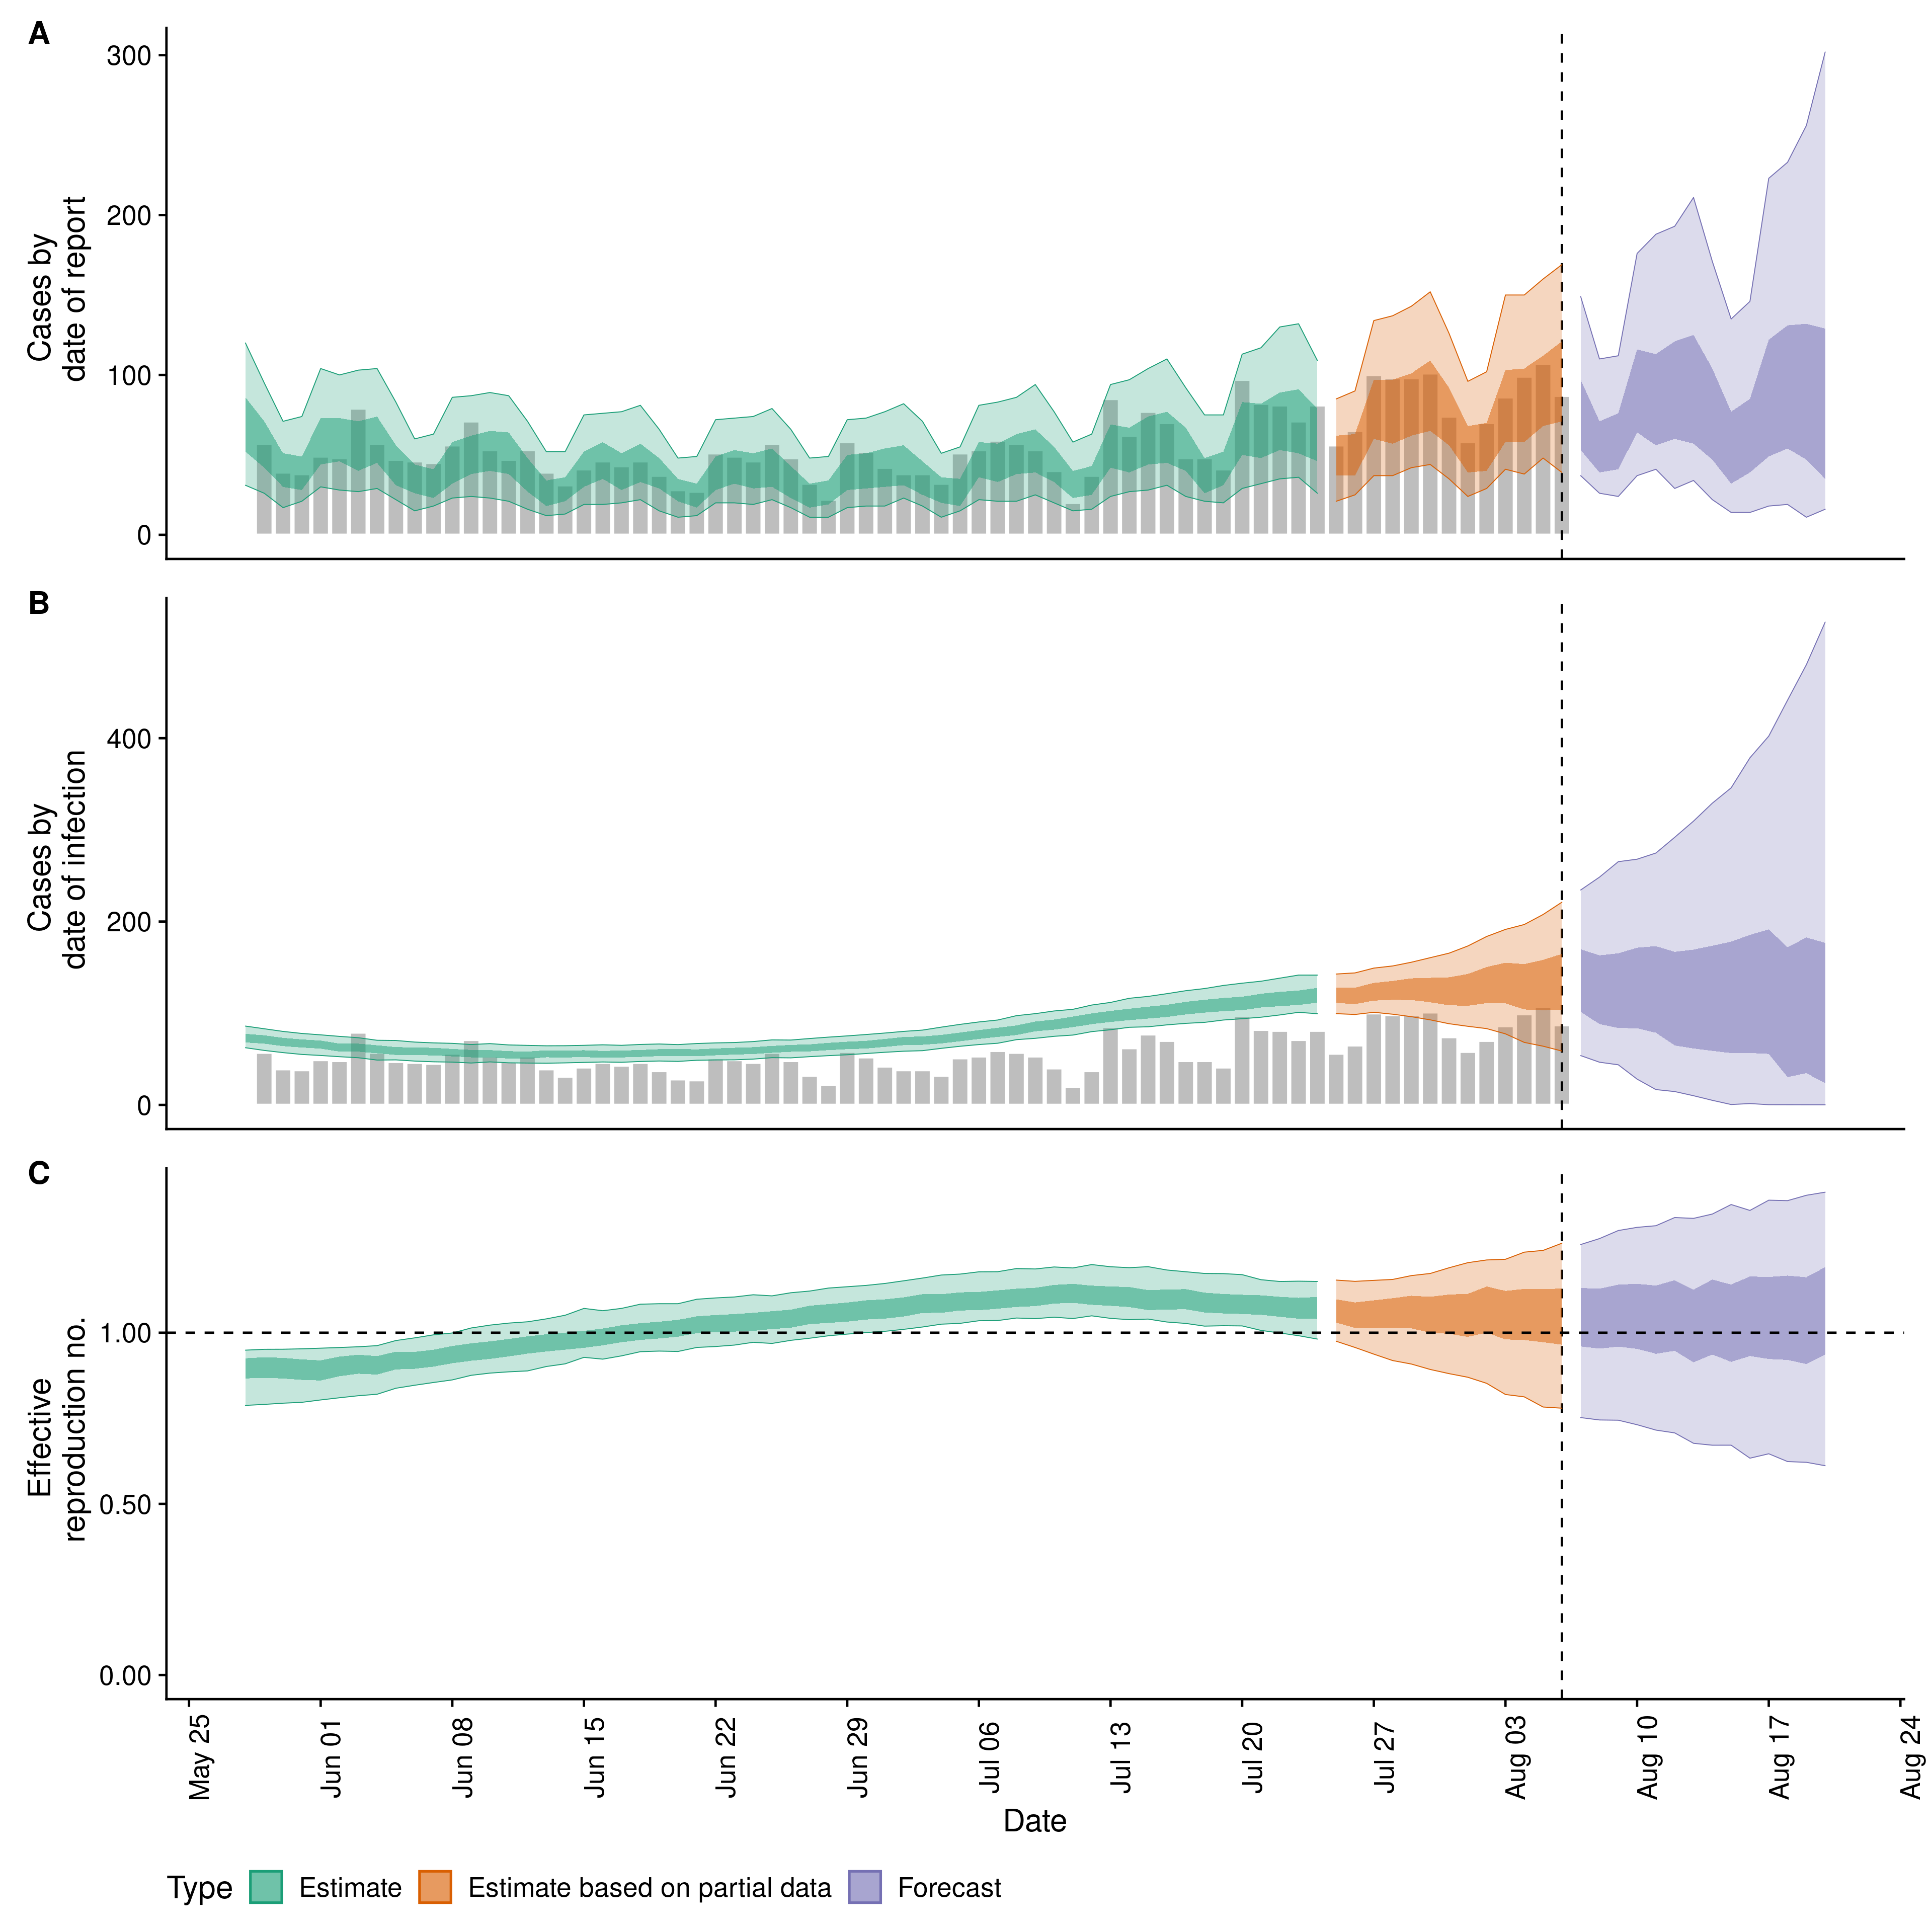 A
Cases by
date of report
300
200
100
0
B
Cases by
date of infection
400
200
0
C
Effective
reproduction no.
1.00
0.50
0.00
May 25
Jun 01
Jun 08
Jun 15
Jun 22
Jun 29
Jul 06
Jul 13
Jul 20
Jul 27
Aug 03
Aug 10
Aug 17
Aug 24
Date
Type Estimate Estimate based on partial data Forecast